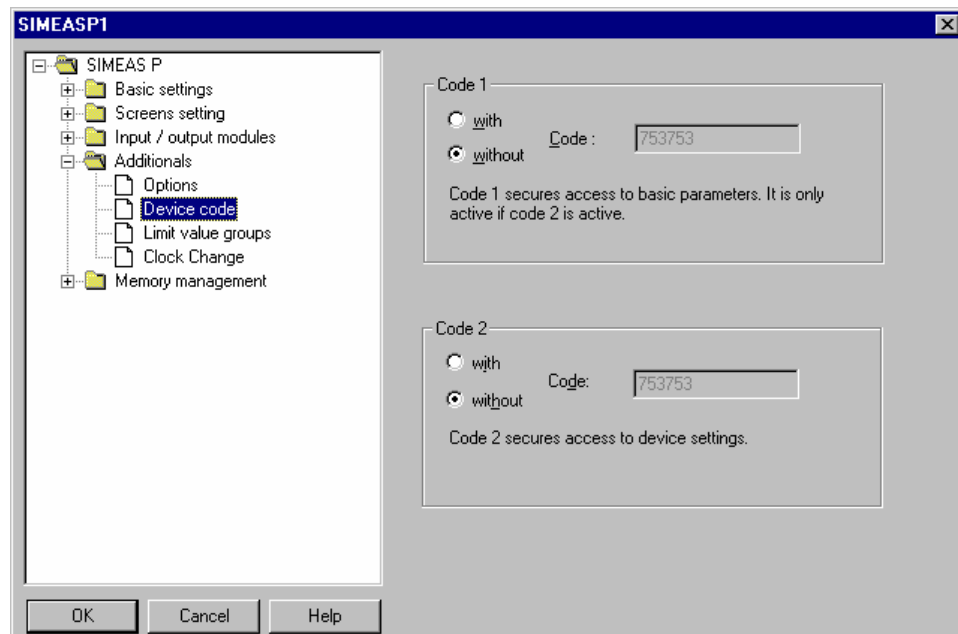 SIMEASP1
SIMEAS P
Basic settings
Screens setting
Input / output modules
Additionals
Options
Device code
Limit value groups
Clock Change
Memory management
Code 1
with
without
Code :
753753
Code 1 secures access to basic parameters. It is only
active if code 2 is active.
Code 2
with
without
Code:
753753
Code 2 secures access to device settings.
OK
Cancel
Help